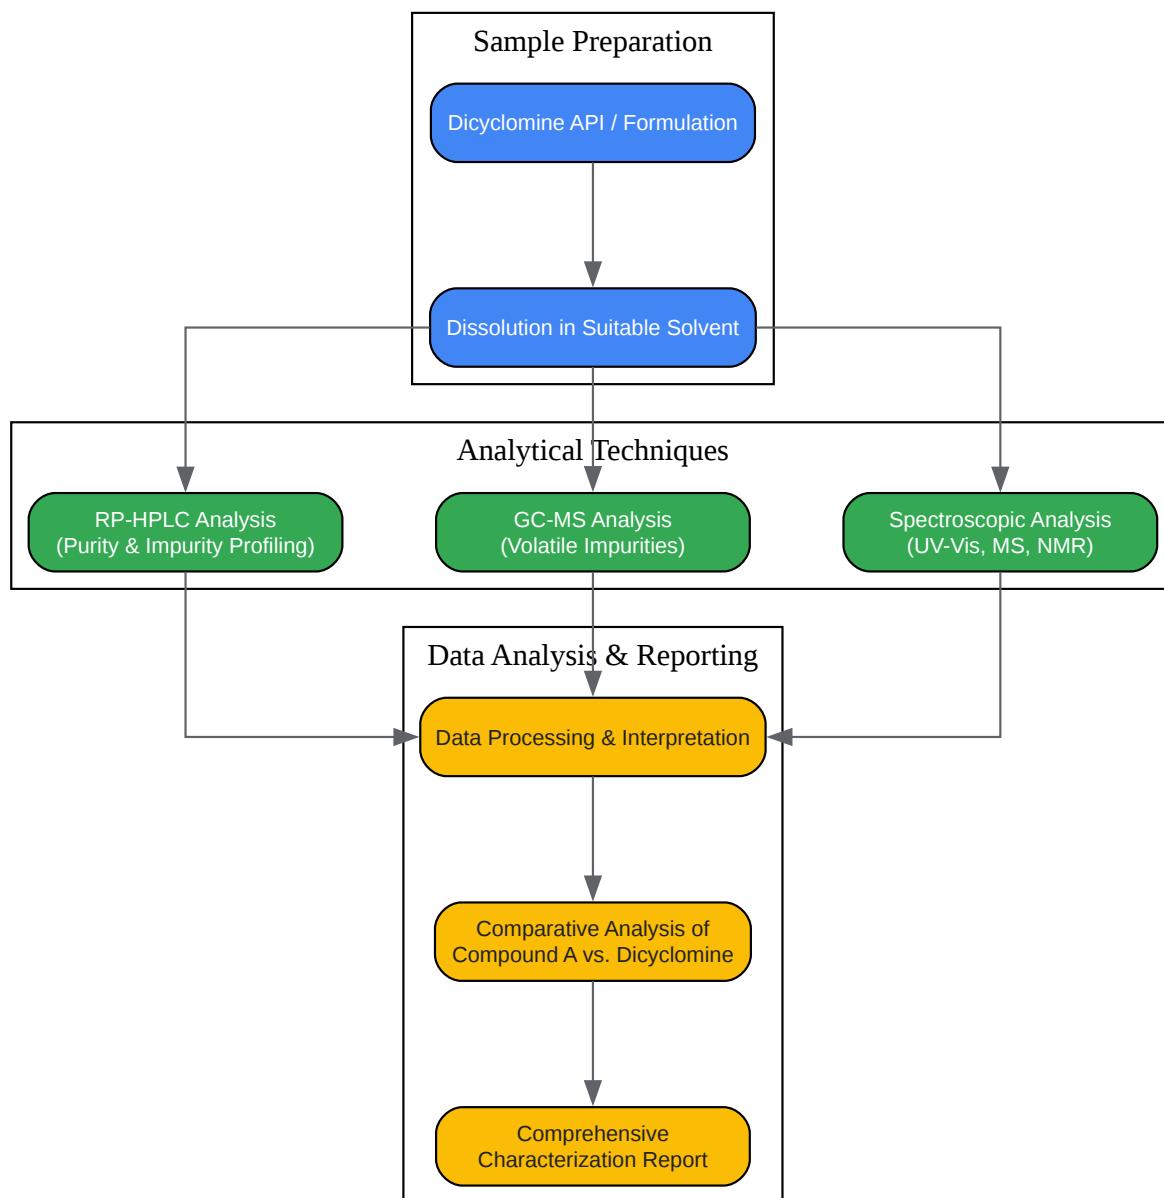 Sample Preparation
Dicyclomine API / Formulation
Dissolution in Suitable Solvent
Analytical Techniques
RP-HPLC Analysis
(Purity & Impurity Profiling)
GC-MS Analysis
(Volatile Impurities)
Spectroscopic Analysis
(UV-Vis, MS, NMR)
Data Analysis & Reporting
Data Processing & Interpretation
Comparative Analysis of
Compound A vs. Dicyclomine
Comprehensive
Characterization Report